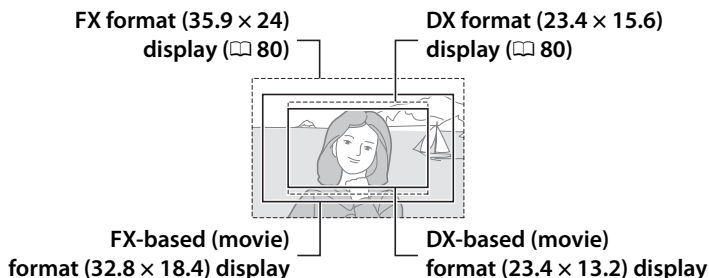 FX format (35.9 × 24)
display (📖 80)
DX format (23.4 × 15.6)
display (📖 80)
FX-based (movie)
format (32.8 × 18.4) display
DX-based (movie)
format (23.4 × 13.2) display